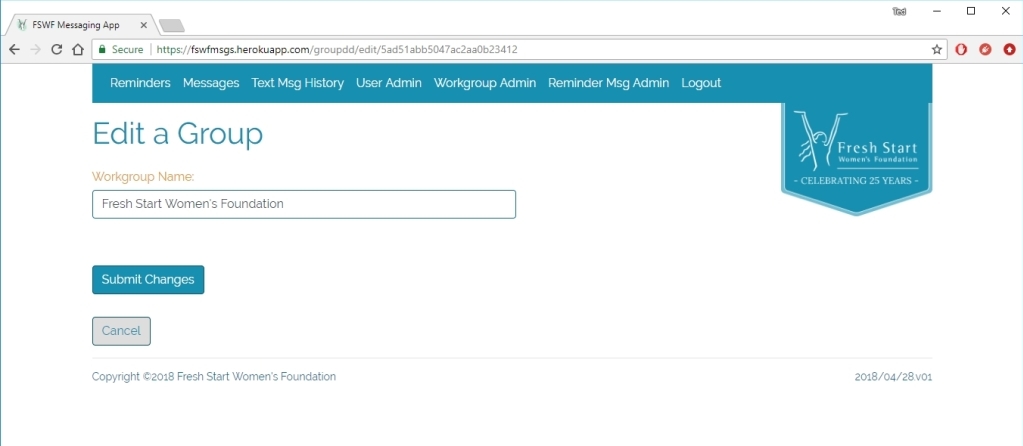 Ted
FSWF Messaging App
Secure https://fswfmsgs.herokuapp.com/groupdd/edit/5ad51abb5047ac2aa0b23412
Reminders Messages Text Msg History User Admin Workgroup Admin Reminder Msg Admin Logout
Edit a Group
Fresh Start
Women's Foundation
- CELEBRATING 25 YEARS -
Workgroup Name:
Fresh Start Women's Foundation
Submit Changes
Cancel
Copyright ©2018 Fresh Start Women's Foundation 2018/04/28.v01